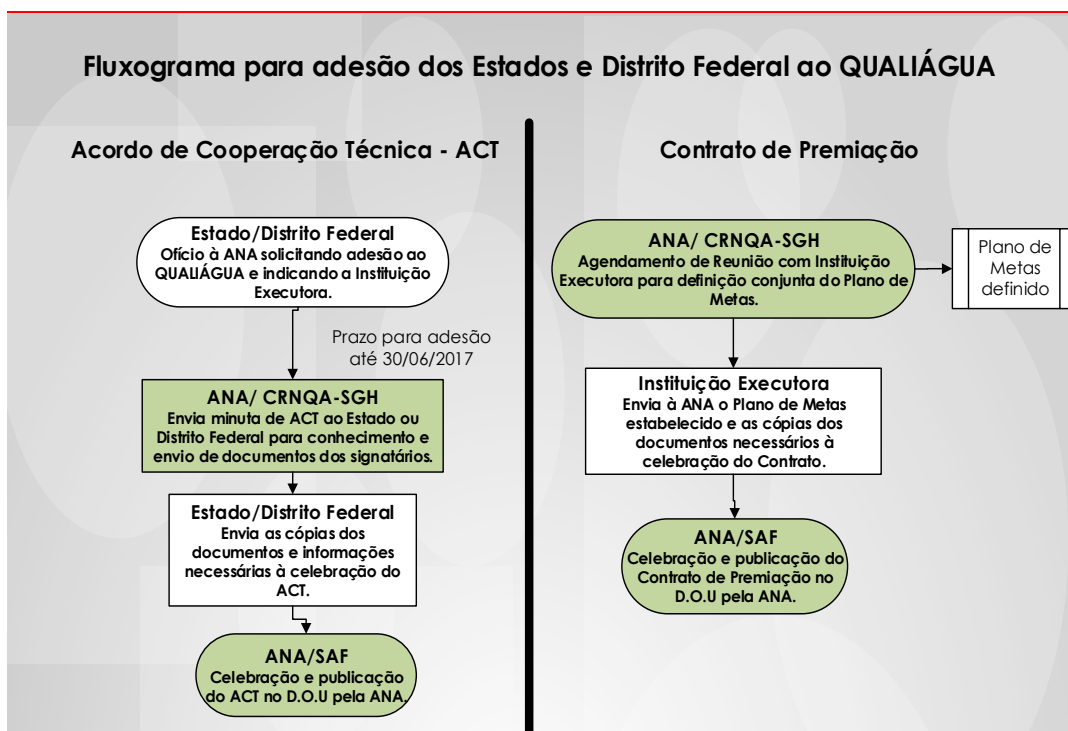 Fluxograma para adesão dos Estados e Distrito Federal ao QUALIÁGUA
Acordo de Cooperação Técnica - ACT
Estado/Distrito Federal
Ofício à ANA solicitando adesão ao
QUALIÁGUA e indicando a Instituição
Executora.
Prazo para adesão
até 30/06/2017
ANA/ CRNQA-SGH
Envia minuta de ACT ao Estado ou
Distrito Federal para conhecimento e
envio de documentos dos signatários.
Estado/Distrito Federal
Envia as cópias dos
documentos e informações
necessárias à celebração do
ACT.
ANA/SAF
Celebração e publicação
do ACT no D.O.U pela ANA.
Contrato de Premiação
ANA/ CRNQA-SGH
Agendamento de Reunião com Instituição
Executora para definição conjunta do Plano de
Metas.
Plano de
Metas
definido
Instituição Executora
Envia à ANA o Plano de Metas
estabelecido e as cópias dos
documentos necessários à
celebração do Contrato.
ANA/SAF
Celebração e publicação do
Contrato de Premiação no
D.O.U pela ANA.